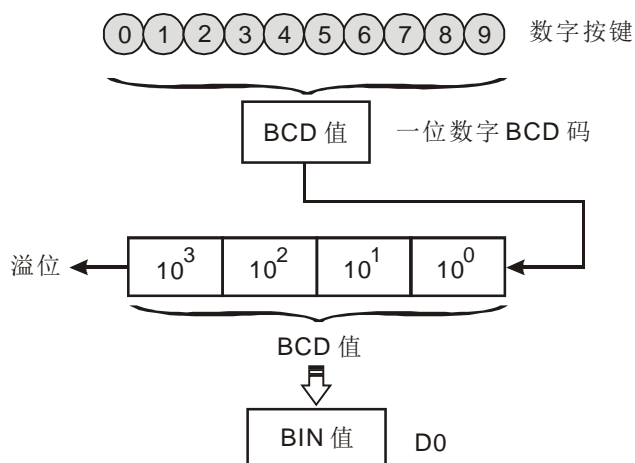 0 1 2 3 4 5 6 7 8 9 数字按键
BCD 值 一位数字 BCD 码
溢位 10³ 10² 10¹ 10⁰
BCD 值
BIN 值 D0